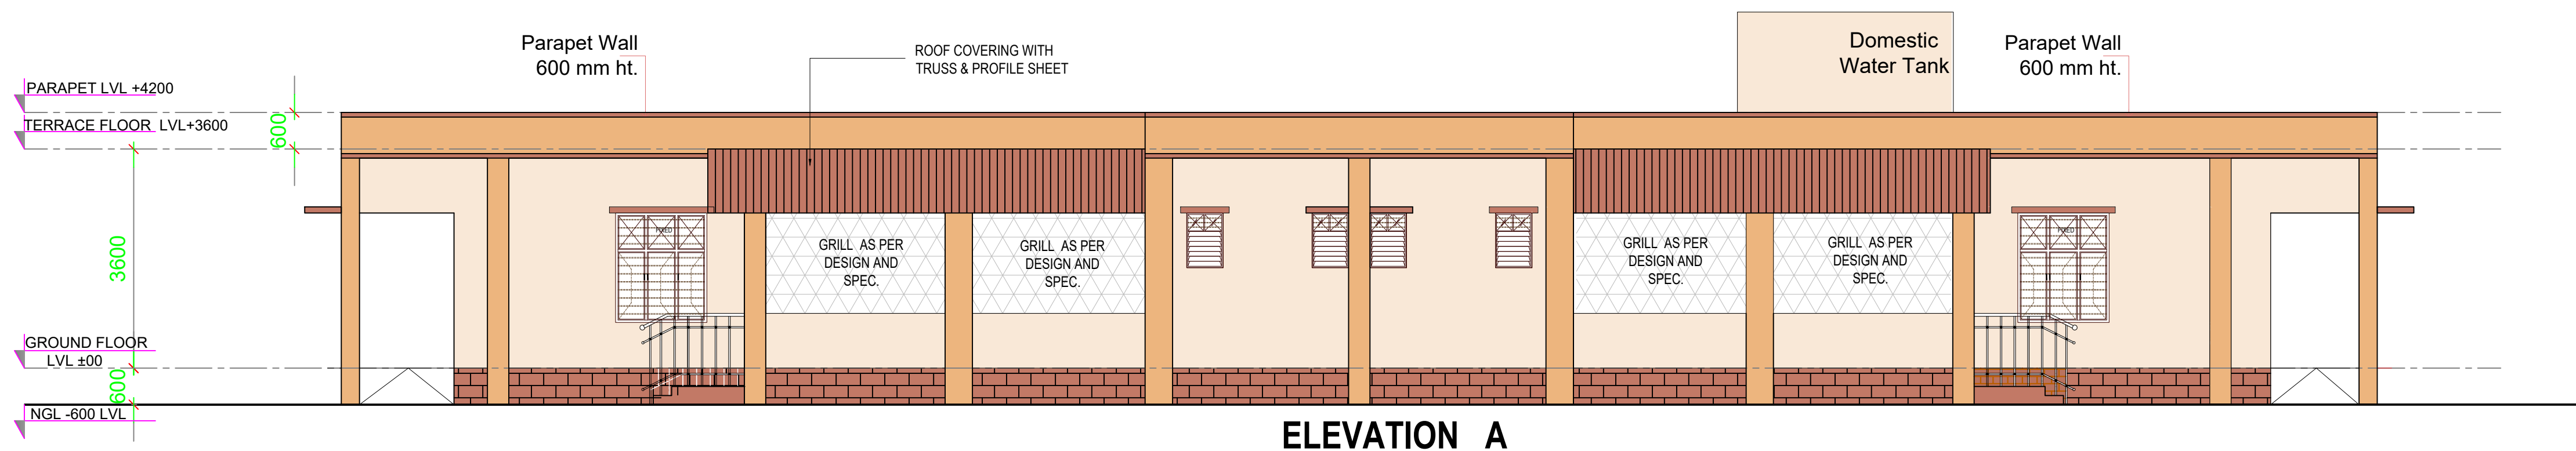 Parapet Wall
600 mm ht.
ROOF COVERING WITH
TRUSS & PROFILE SHEET
Domestic
Water Tank
Parapet Wall
600 mm ht.
PARAPET LVL +4200
TERRACE FLOOR LVL+3600
600
3600
GROUND FLOOR
LVL ±00
600
NGL -600 LVL
FIXED
GRILL AS PER
DESIGN AND
SPEC.
GRILL AS PER
DESIGN AND
SPEC.
GRILL AS PER
DESIGN AND
SPEC.
GRILL AS PER
DESIGN AND
SPEC.
FIXED
ELEVATION A